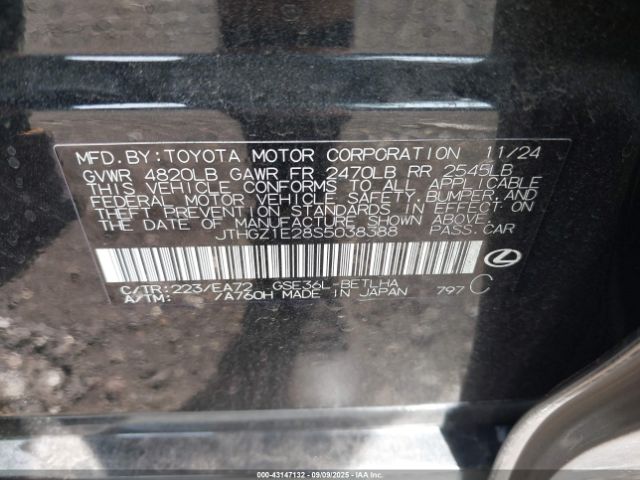 MFD. BY: TOYOTA MOTOR CORPORATION 11/24
GVWR 4820LB GAWR FR 2470LB RR 2545LB
THIS VEHICLE CONFORMS TO ALL APPLICABLE
FEDERAL MOTOR VEHICLE SAFETY, BUMPER, AND
THEFT PREVENTION STANDARDS IN EFFECT ON
THE DATE OF MANUFACTURE SHOWN ABOVE.
JTHGZ1E28S5038388 PASS. CAR
C/TR: 223/EA72 GSE36L-BETLHA
A/TM: /A760H MADE IN JAPAN 797 C
000-43147132 - 09/09/2025 - IAAI.COM